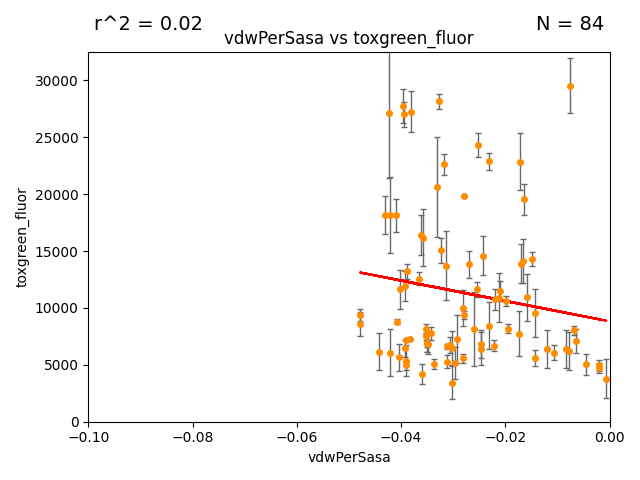 r^2 = 0.02
N = 84
vdwPerSasa vs toxgreen_fluor
30000
25000
20000
15000
10000
5000
0
toxgreen_fluor
−0.10
−0.08
−0.06
−0.04
−0.02
0.00
vdwPerSasa